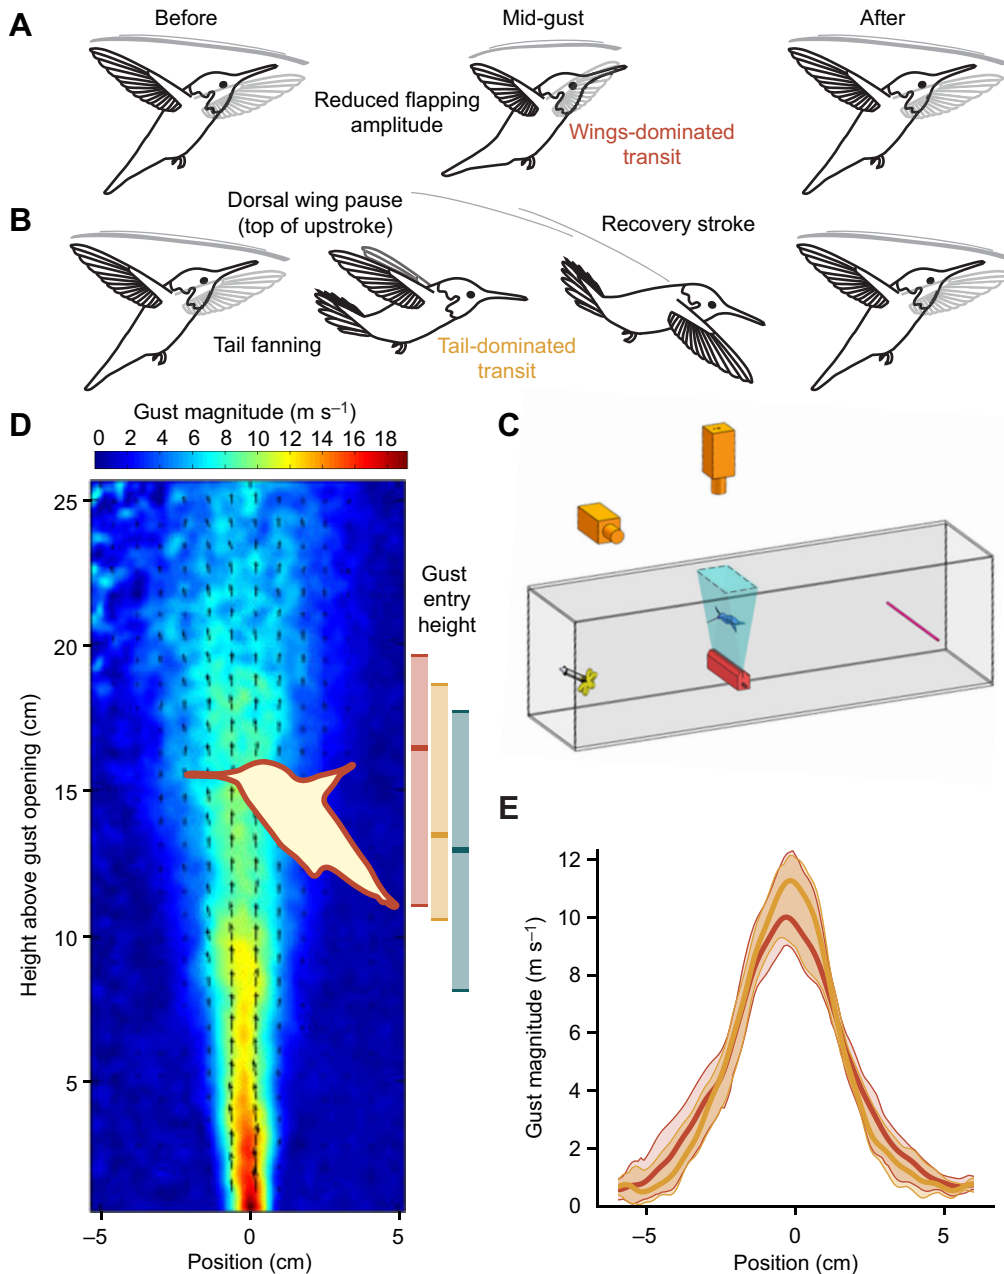 A
Before
Mid-gust
After
Reduced flapping
amplitude
Wings-dominated
transit
B
Dorsal wing pause
(top of upstroke)
Recovery stroke
Tail fanning
Tail-dominated
transit
D
Gust magnitude (m s–1)
0 2 4 6 8 10 12 14 16 18
C
25
20
15
10
5
Height above gust opening (cm)
–5 0 5
Position (cm)
Gust
entry
height
E
12
10
8
6
4
2
0
Gust magnitude (m s–1)
–5 0 5
Position (cm)